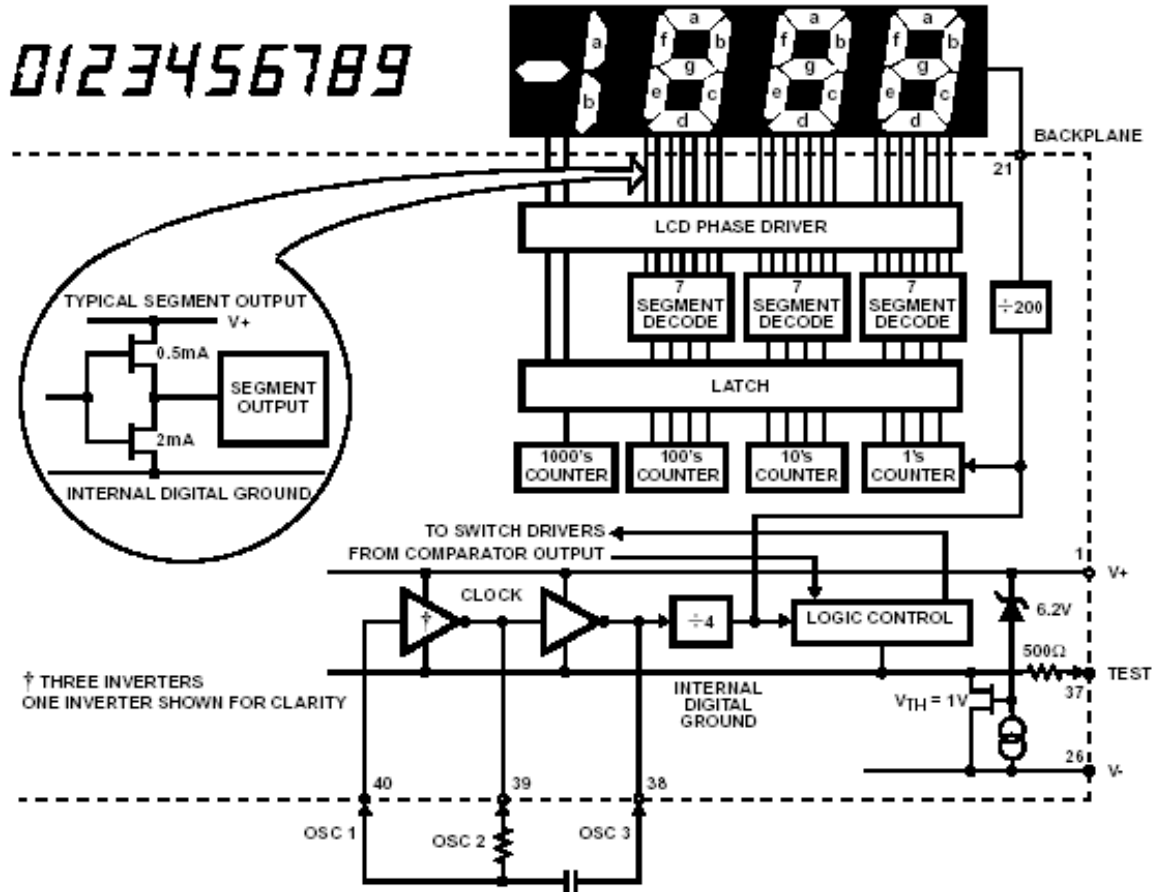 0123456789
a
b
a
f
b
g
e
c
d
a
f
b
g
e
c
d
a
f
b
g
e
c
d
BACKPLANE
21
LCD PHASE DRIVER
TYPICAL SEGMENT OUTPUT
V+
0.5mA
SEGMENT
OUTPUT
2mA
INTERNAL DIGITAL GROUND
7
SEGMENT
DECODE
7
SEGMENT
DECODE
7
SEGMENT
DECODE
÷200
LATCH
1000's
COUNTER
100's
COUNTER
10's
COUNTER
1's
COUNTER
TO SWITCH DRIVERS
FROM COMPARATOR OUTPUT
1
V+
CLOCK
†
÷4
LOGIC CONTROL
6.2V
500Ω
TEST
37
† THREE INVERTERS
ONE INVERTER SHOWN FOR CLARITY
INTERNAL
DIGITAL
GROUND
VTH = 1V
26
V-
40
39
38
OSC 1
OSC 2
OSC 3